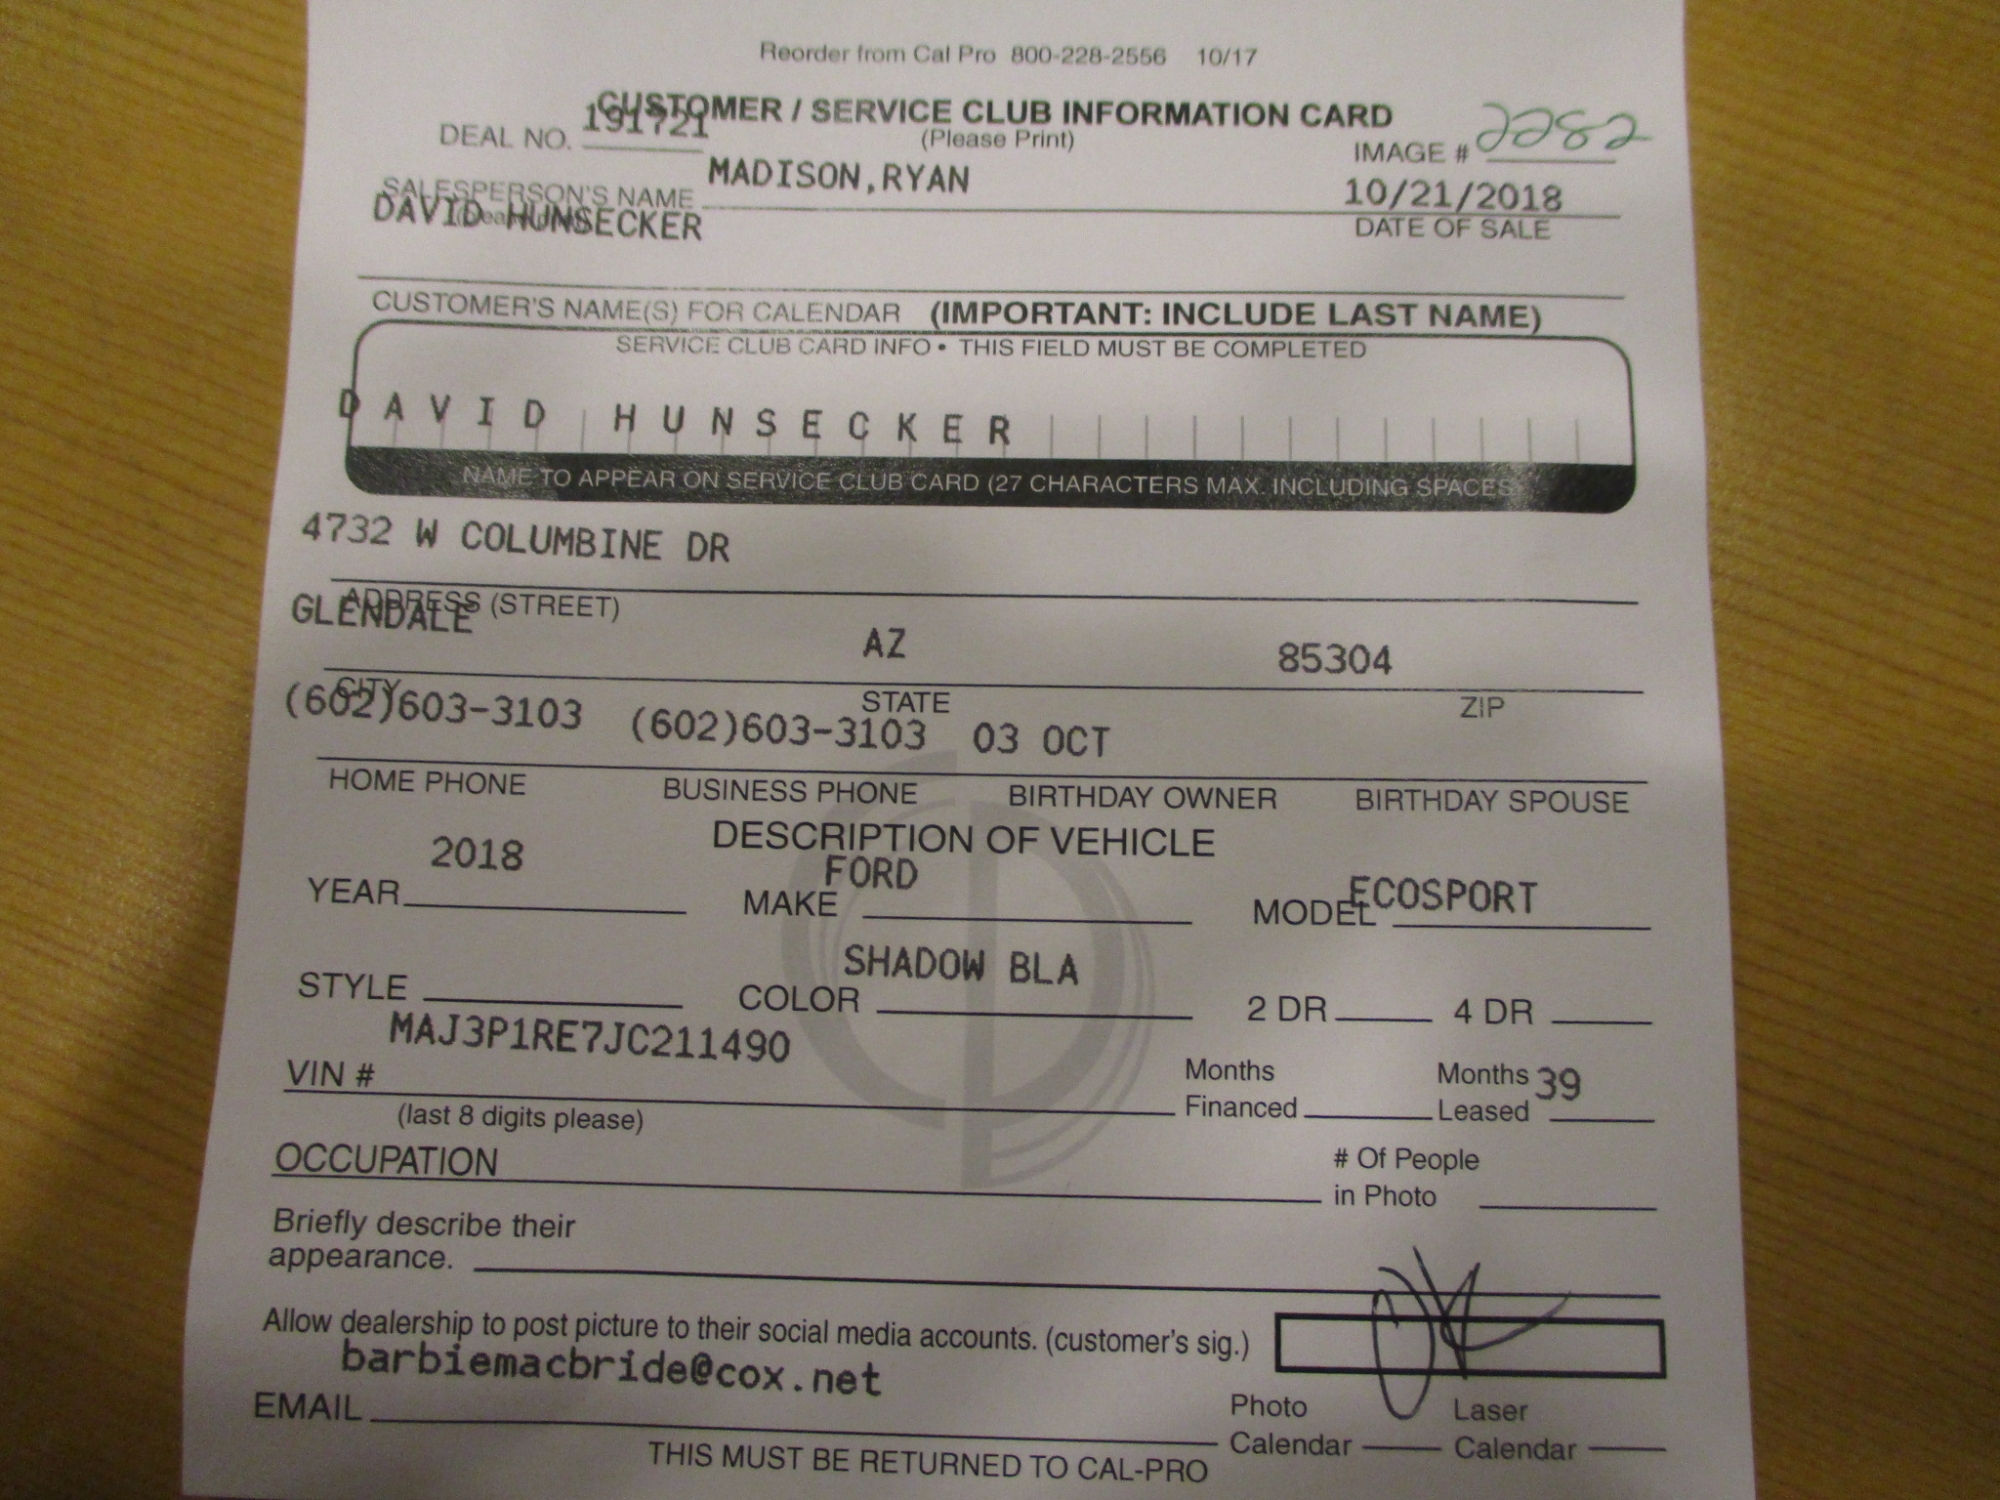 Reorder from Cal Pro 800-228-2556 10/17
CUSTOMER / SERVICE CLUB INFORMATION CARD
(Please Print)
DEAL NO. 191721
IMAGE # 2282
SALESPERSON'S NAME MADISON,RYAN
10/21/2018
DATE OF SALE
DAVID HUNSECKER
CUSTOMER'S NAME(S) FOR CALENDAR (IMPORTANT: INCLUDE LAST NAME)
SERVICE CLUB CARD INFO • THIS FIELD MUST BE COMPLETED
DAVID HUNSECKER
NAME TO APPEAR ON SERVICE CLUB CARD (27 CHARACTERS MAX. INCLUDING SPACES)
4732 W COLUMBINE DR
ADDRESS (STREET)
GLENDALE AZ 85304
CITY STATE ZIP
(602)603-3103 (602)603-3103 03 OCT
HOME PHONE BUSINESS PHONE BIRTHDAY OWNER BIRTHDAY SPOUSE
DESCRIPTION OF VEHICLE
YEAR 2018 MAKE FORD MODEL ECOSPORT
STYLE COLOR SHADOW BLA 2 DR 4 DR
VIN # MAJ3P1RE7JC211490
(last 8 digits please)
Months Financed Months Leased 39
OCCUPATION
# Of People in Photo
Briefly describe their
appearance.
Allow dealership to post picture to their social media accounts. (customer's sig.)
EMAIL barbiemacbride@cox.net
Photo Calendar Laser Calendar
THIS MUST BE RETURNED TO CAL-PRO